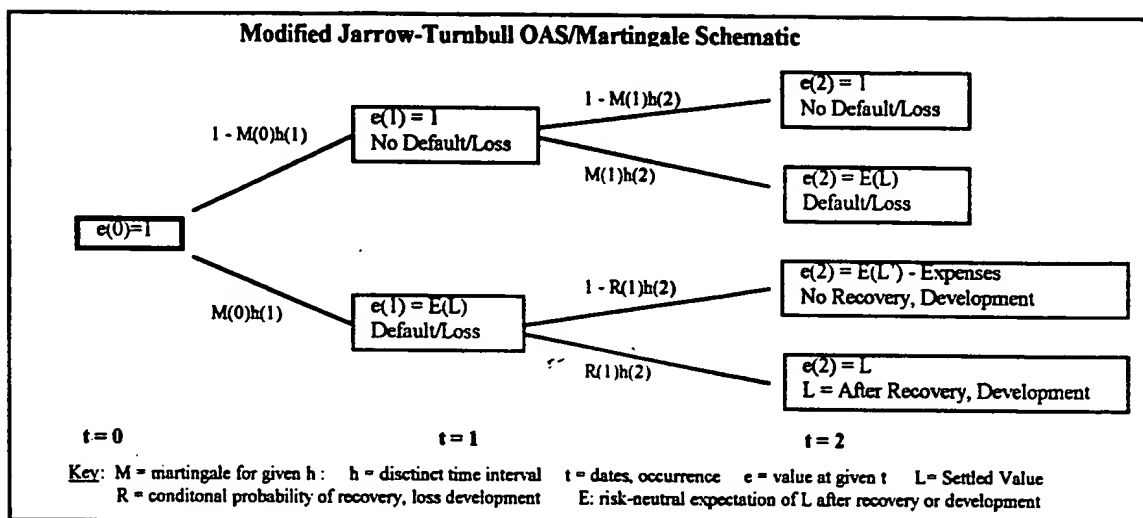 Modified Jarrow-Turnbull OAS/Martingale Schematic
e(0)=1
1 - M(0)h(1)
M(0)h(1)
e(1) = 1
No Default/Loss
e(1) = E(L)
Default/Loss
1 - M(1)h(2)
M(1)h(2)
1 - R(1)h(2)
R(1)h(2)
e(2) = 1
No Default/Loss
e(2) = E(L)
Default/Loss
e(2) = E(L') - Expenses
No Recovery, Development
e(2) = L
L = After Recovery, Development
t = 0 t = 1 t = 2
Key: M = martingale for given h : h = disctinct time interval t = dates, occurrence e = value at given t L= Settled Value
R = conditonal probability of recovery, loss development E: risk-neutral expectation of L after recovery or development